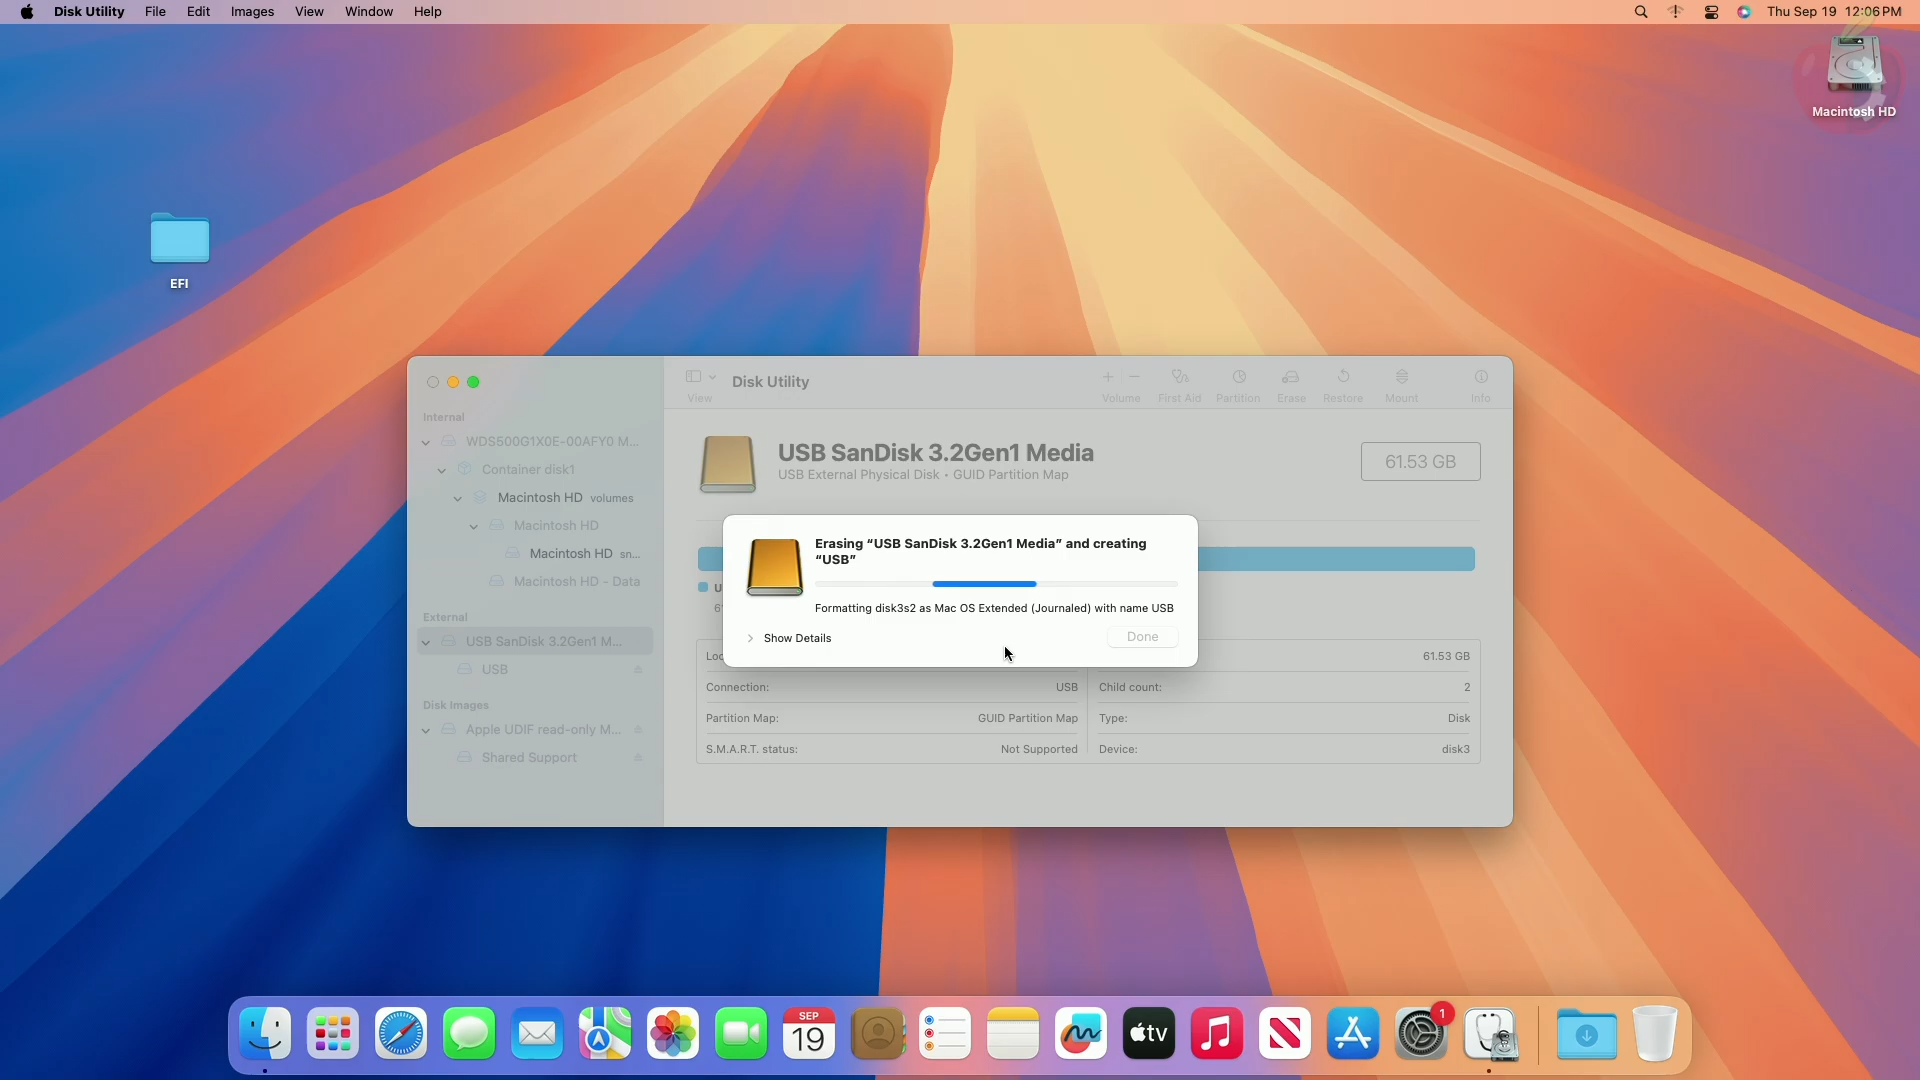 Disk Utility File Edit Images View Window Help Thu Sep 19 12:06 PM
Macintosh HD
EFI
Disk Utility
View Volume First Aid Partition Erase Restore Mount Info
Internal
WDS500G1X0E-00AFY0 M...
Container disk1
Macintosh HD volumes
Macintosh HD
Macintosh HD sn...
Macintosh HD - Data
External
USB SanDisk 3.2Gen1 M...
USB
Disk Images
Apple UDIF read-only M...
Shared Support
USB SanDisk 3.2Gen1 Media
USB External Physical Disk • GUID Partition Map
61.53 GB
Erasing “USB SanDisk 3.2Gen1 Media” and creating
“USB”
Formatting disk3s2 as Mac OS Extended (Journaled) with name USB
Show Details Done
61.53 GB
Connection: USB Child count: 2
Partition Map: GUID Partition Map Type: Disk
S.M.A.R.T. status: Not Supported Device: disk3
SEP
19
tv
1